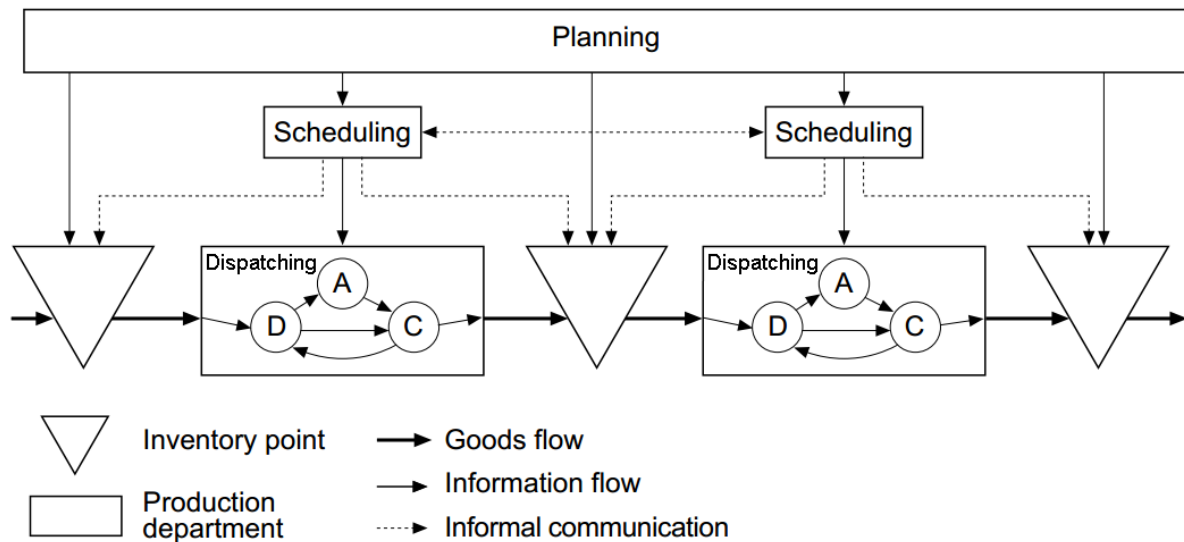 Planning
Scheduling
Scheduling
Dispatching
A
D
C
Dispatching
A
D
C
Inventory point
Goods flow
Information flow
Production
department
Informal communication